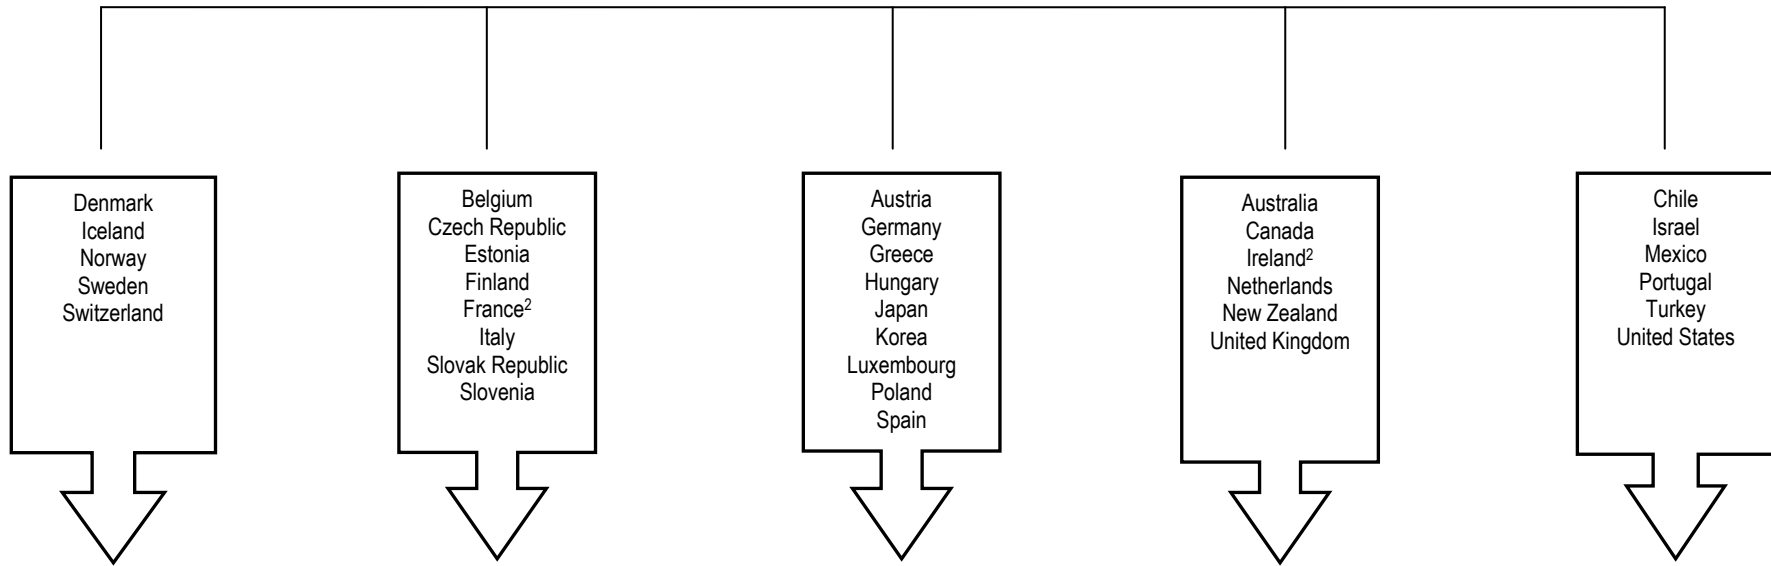 Denmark
Iceland
Norway
Sweden
Switzerland
Belgium
Czech Republic
Estonia
Finland
France²
Italy
Slovak Republic
Slovenia
Austria
Germany
Greece
Hungary
Japan
Korea
Luxembourg
Poland
Spain
Australia
Canada
Ireland²
Netherlands
New Zealand
United Kingdom
Chile
Israel
Mexico
Portugal
Turkey
United States